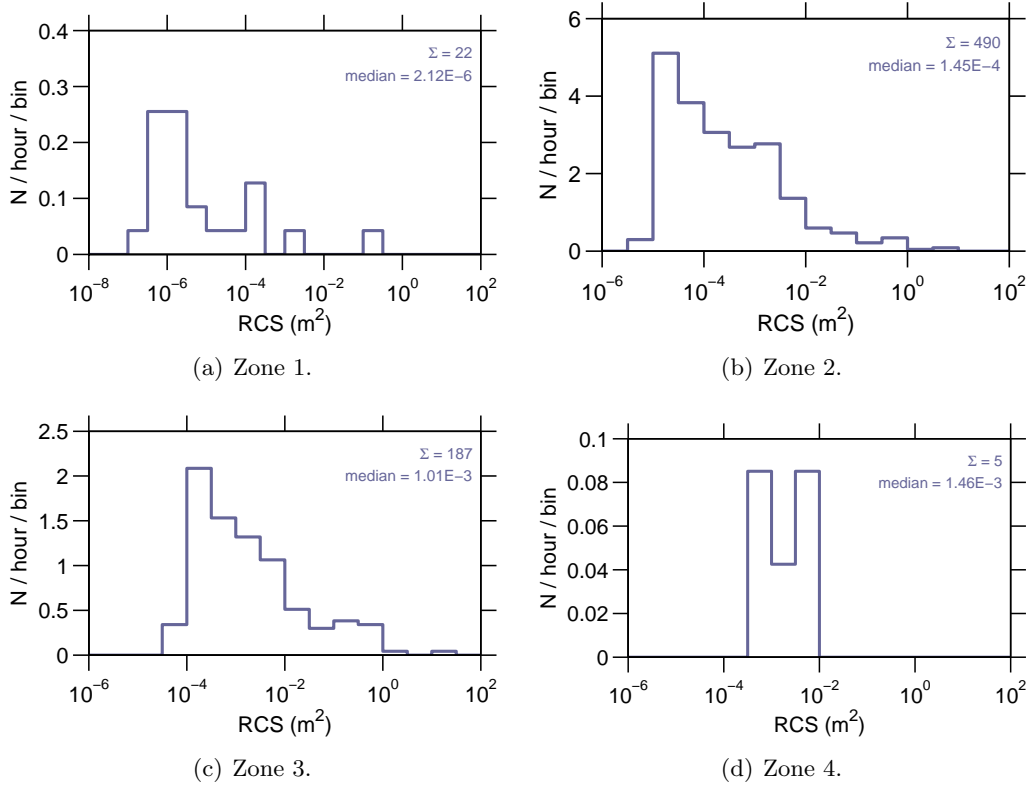 0.4
0.3
0.2
0.1
0
N / hour / bin
Σ = 22
median = 2.12E−6
10^−8 10^−6 10^−4 10^−2 10^0 10^2
RCS (m^2)
(a) Zone 1.
6
4
2
0
N / hour / bin
Σ = 490
median = 1.45E−4
10^−6 10^−4 10^−2 10^0 10^2
RCS (m^2)
(b) Zone 2.
2.5
2
1.5
1
0.5
0
N / hour / bin
Σ = 187
median = 1.01E−3
10^−6 10^−4 10^−2 10^0 10^2
RCS (m^2)
(c) Zone 3.
0.1
0.08
0.06
0.04
0.02
0
N / hour / bin
Σ = 5
median = 1.46E−3
10^−6 10^−4 10^−2 10^0 10^2
RCS (m^2)
(d) Zone 4.